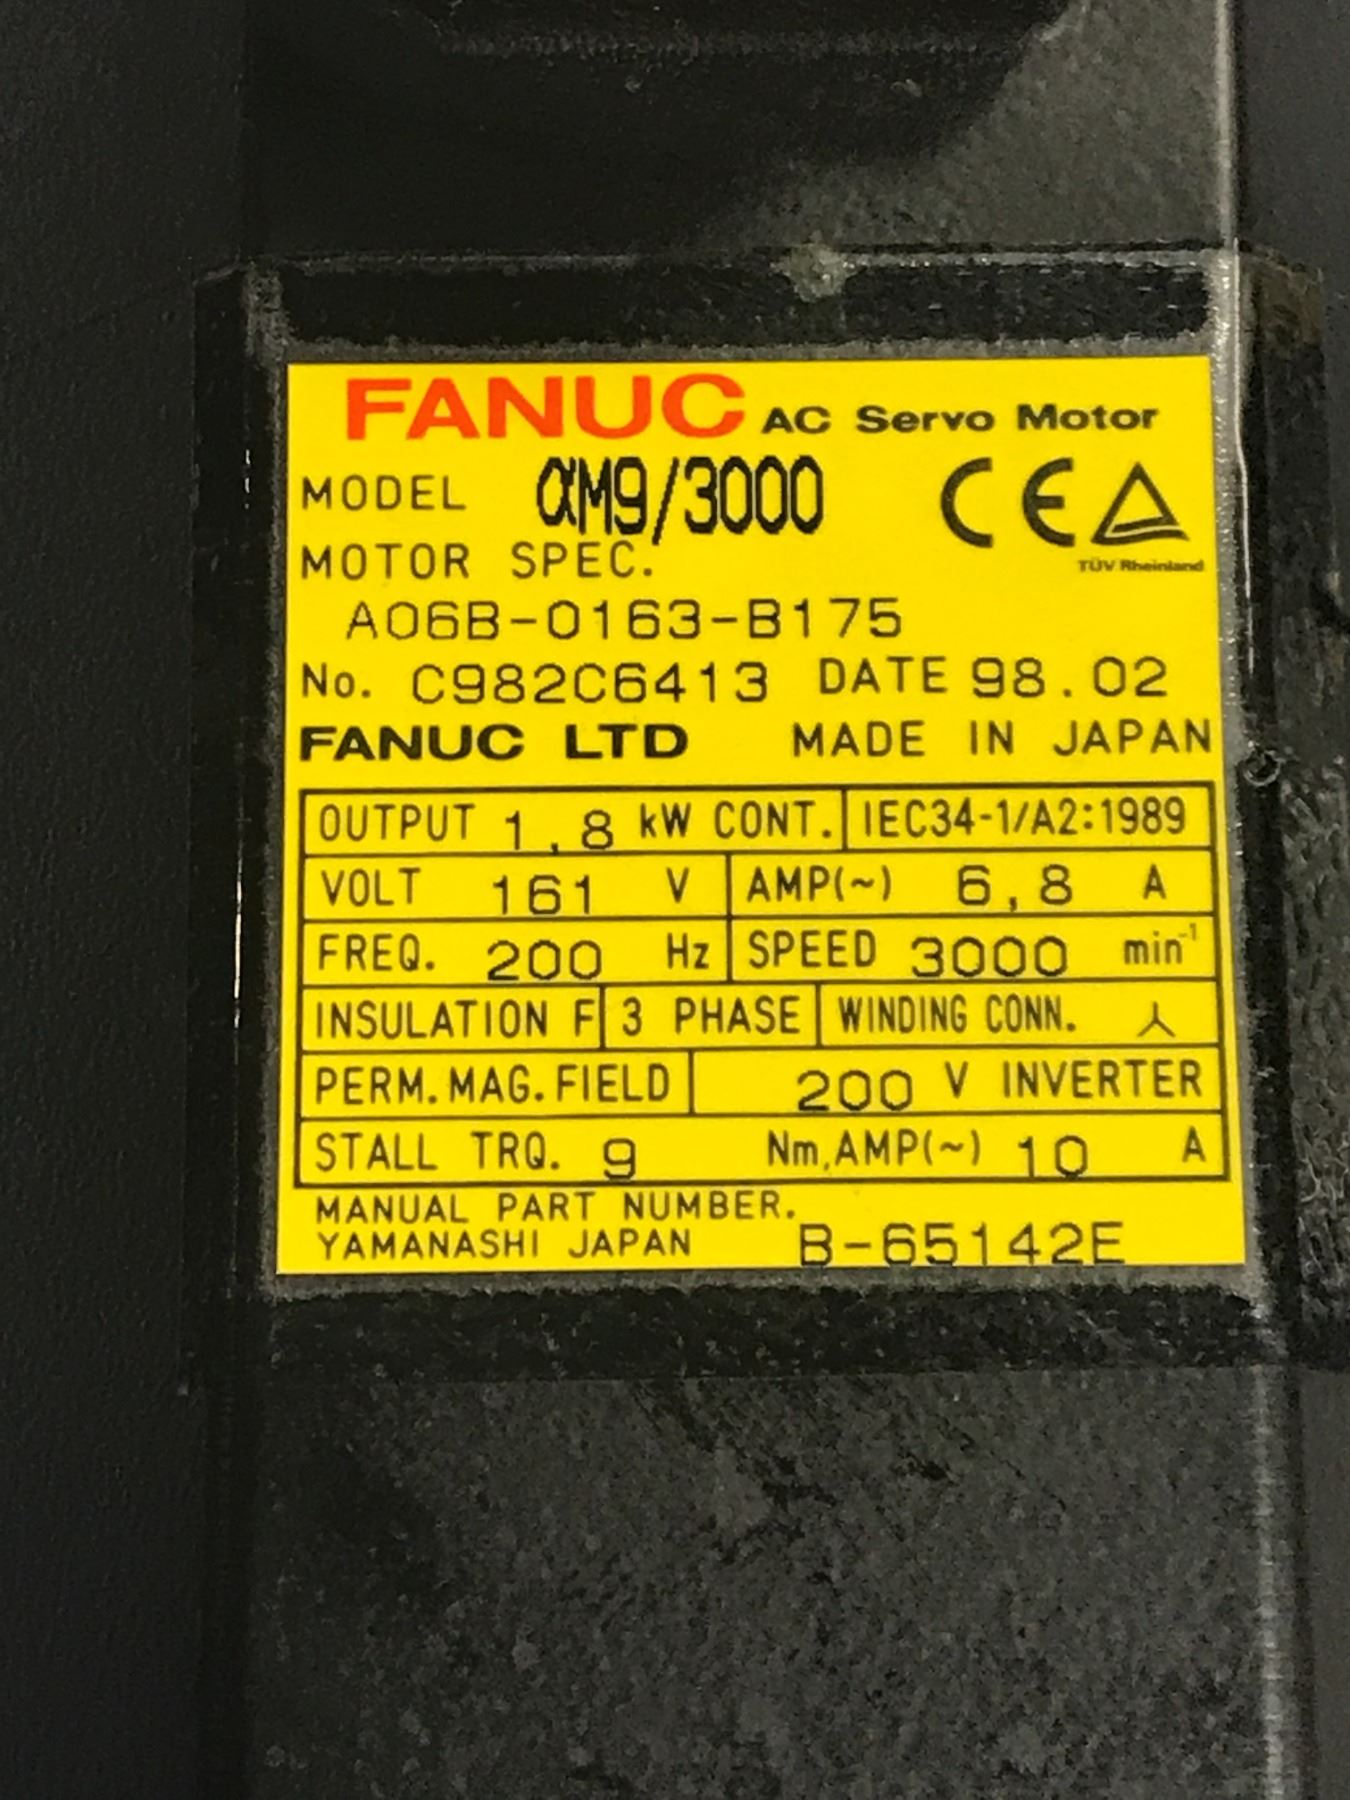 FANUC AC Servo Motor
MODEL αM9/3000 CE
TÜV Rheinland
MOTOR SPEC.
A06B-0163-B175
No. C982C6413 DATE 98.02
FANUC LTD MADE IN JAPAN
OUTPUT 1,8 kW CONT. IEC34-1/A2:1989
VOLT 161 V AMP(~) 6,8 A
FREQ. 200 Hz SPEED 3000 min⁻¹
INSULATION F 3 PHASE WINDING CONN. ⅄
PERM.MAG.FIELD 200 V INVERTER
STALL TRQ. 9 Nm,AMP(~) 10 A
MANUAL PART NUMBER.
YAMANASHI JAPAN B-65142E